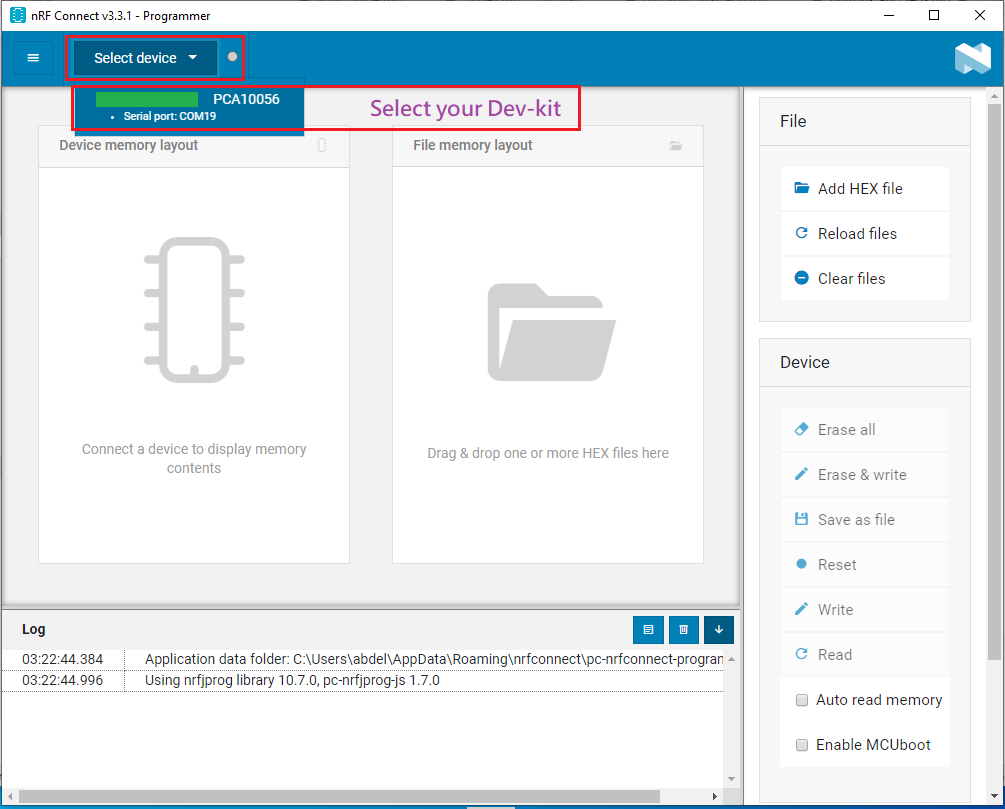 nRF Connect v3.3.1 - Programmer
Select device
PCA10056
Serial port: COM19
Select your Dev-kit
Device memory layout
File memory layout
Connect a device to display memory
contents
Drag & drop one or more HEX files here
File
Add HEX file
Reload files
Clear files
Device
Erase all
Erase & write
Save as file
Reset
Write
Read
Auto read memory
Enable MCUboot
Log
03:22:44.384 Application data folder: C:\Users\abdel\AppData\Roaming\nrfconnect\pc-nrfconnect-program
03:22:44.996 Using nrfjprog library 10.7.0, pc-nrfjprog-js 1.7.0